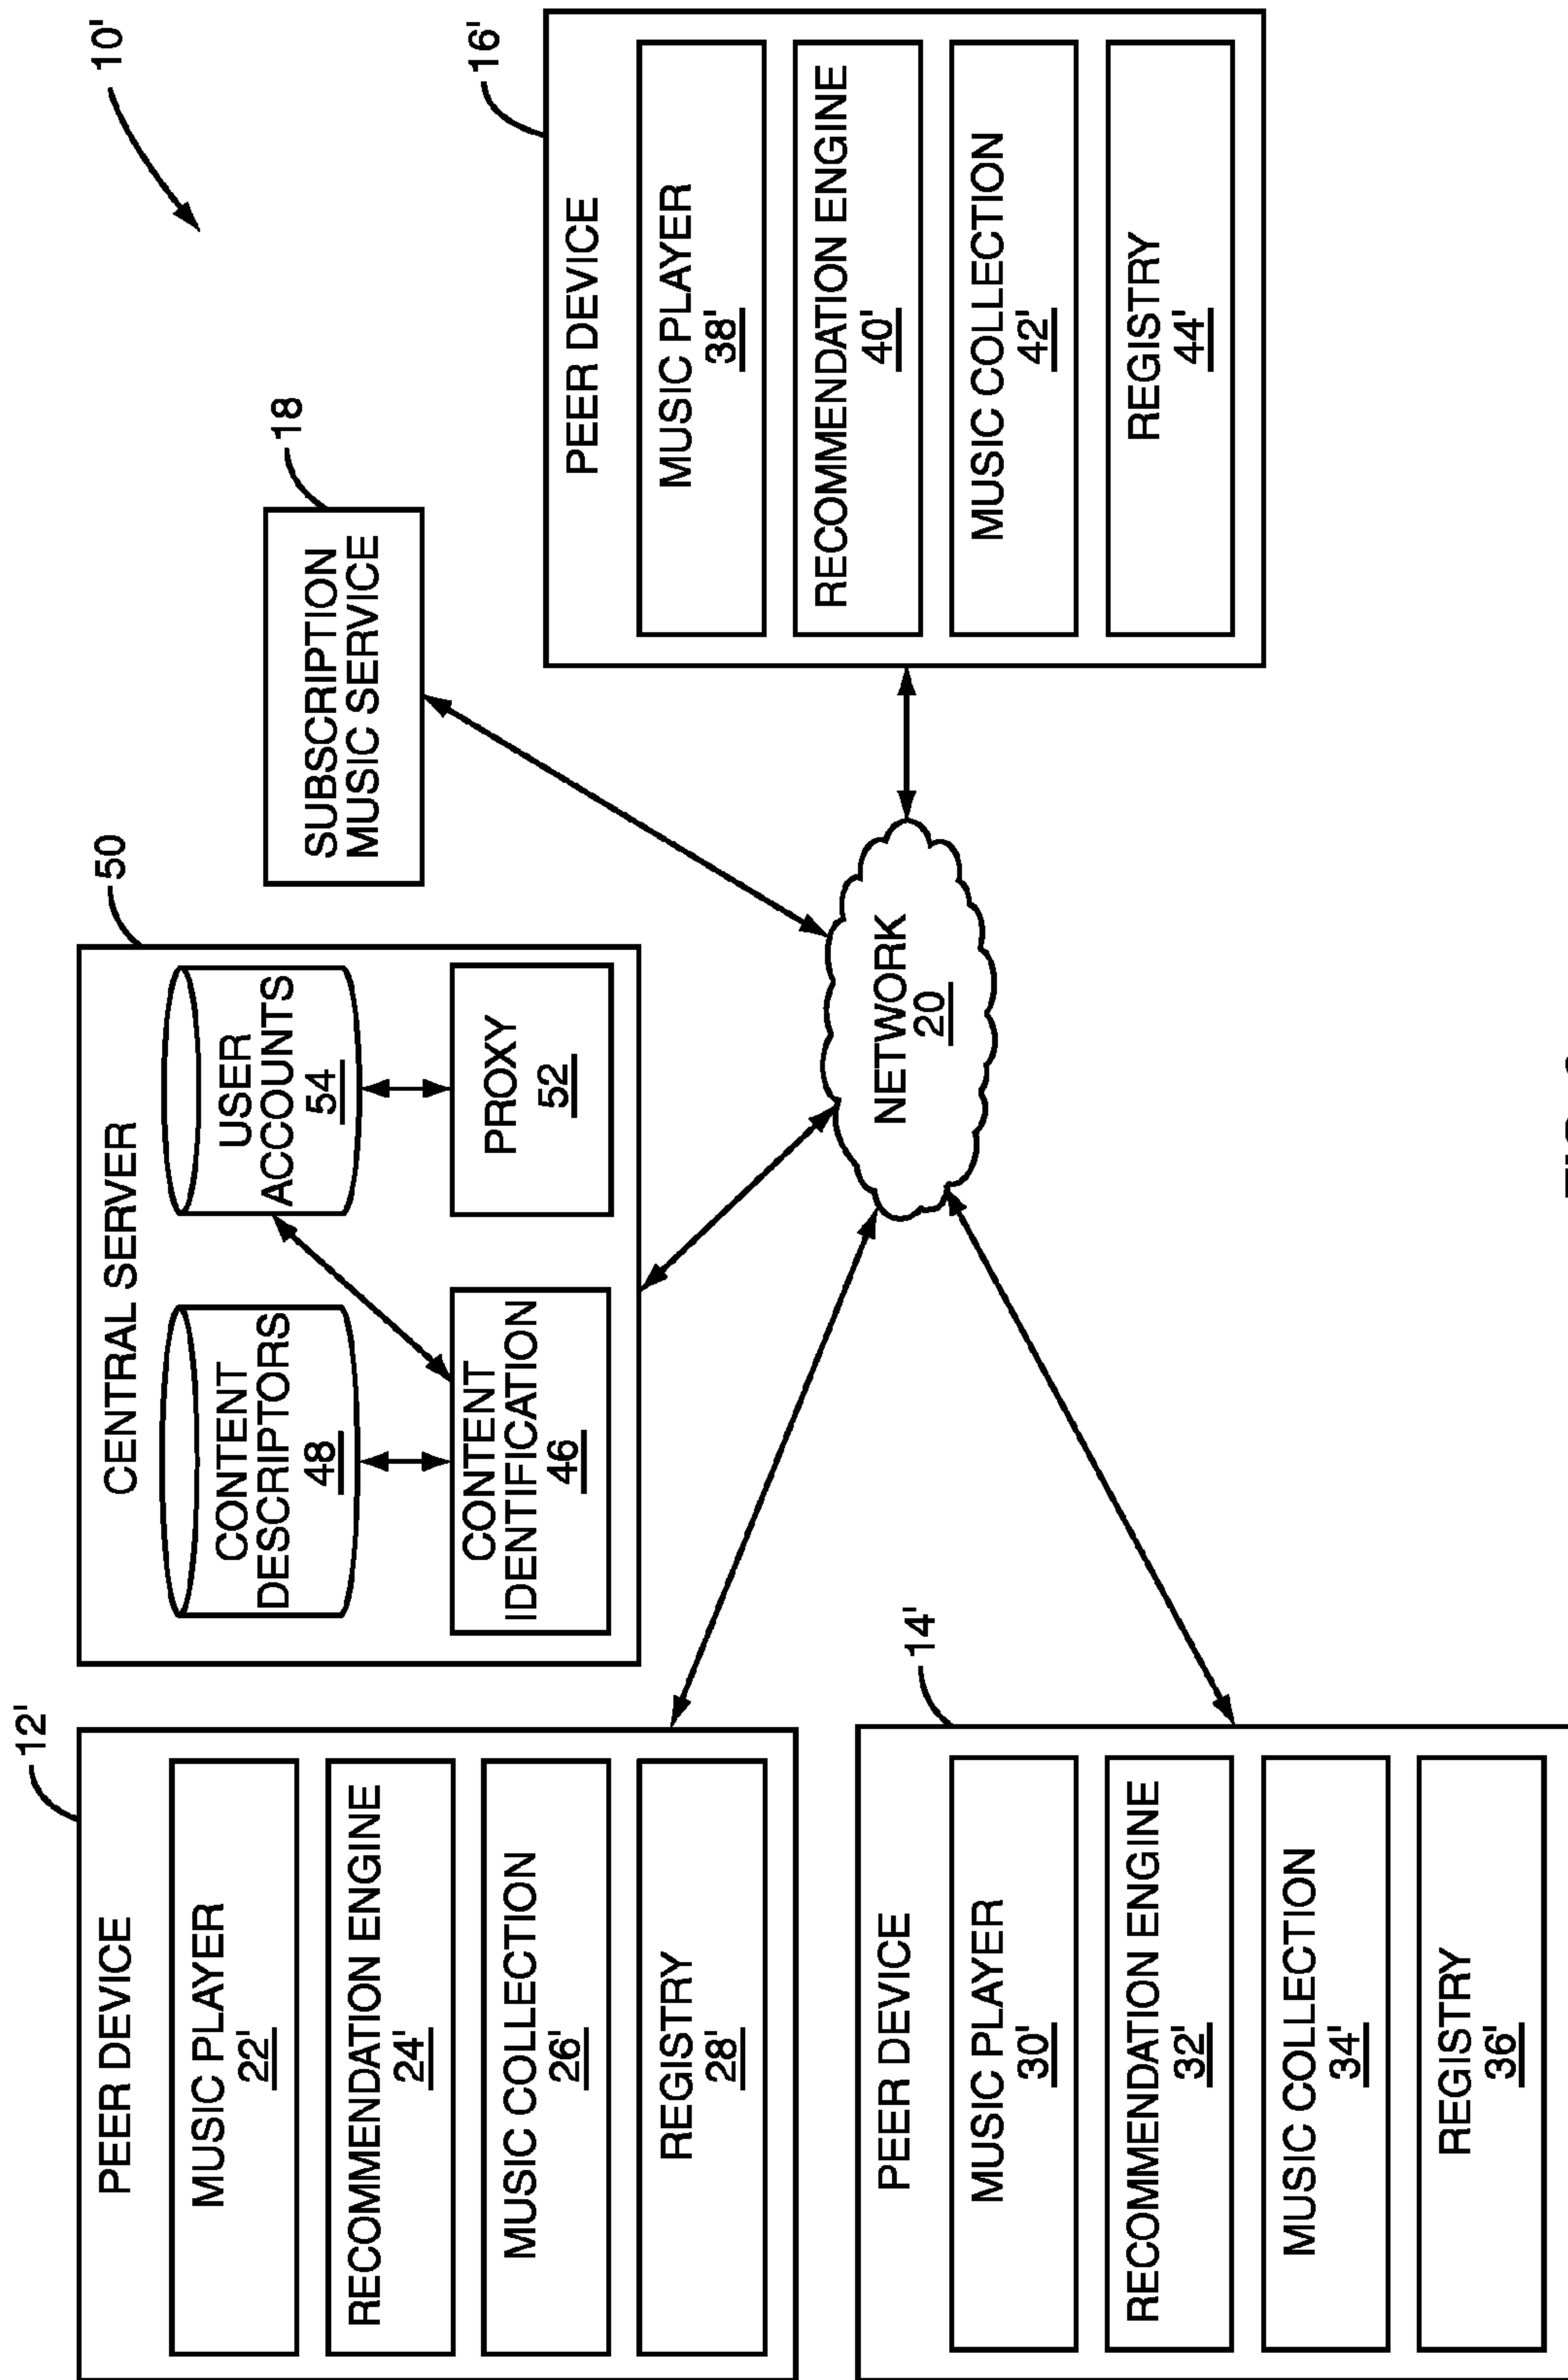 10'
12'
PEER DEVICE
MUSIC PLAYER
22'
RECOMMENDATION ENGINE
24'
MUSIC COLLECTION
26'
REGISTRY
28'
50
CENTRAL SERVER
CONTENT
DESCRIPTORS
48
USER
ACCOUNTS
54
CONTENT
IDENTIFICATION
46
PROXY
52
18
SUBSCRIPTION
MUSIC SERVICE
16'
PEER DEVICE
MUSIC PLAYER
38'
RECOMMENDATION ENGINE
40'
MUSIC COLLECTION
42'
REGISTRY
44'
NETWORK
20
14'
PEER DEVICE
MUSIC PLAYER
30'
RECOMMENDATION ENGINE
32'
MUSIC COLLECTION
34'
REGISTRY
36'